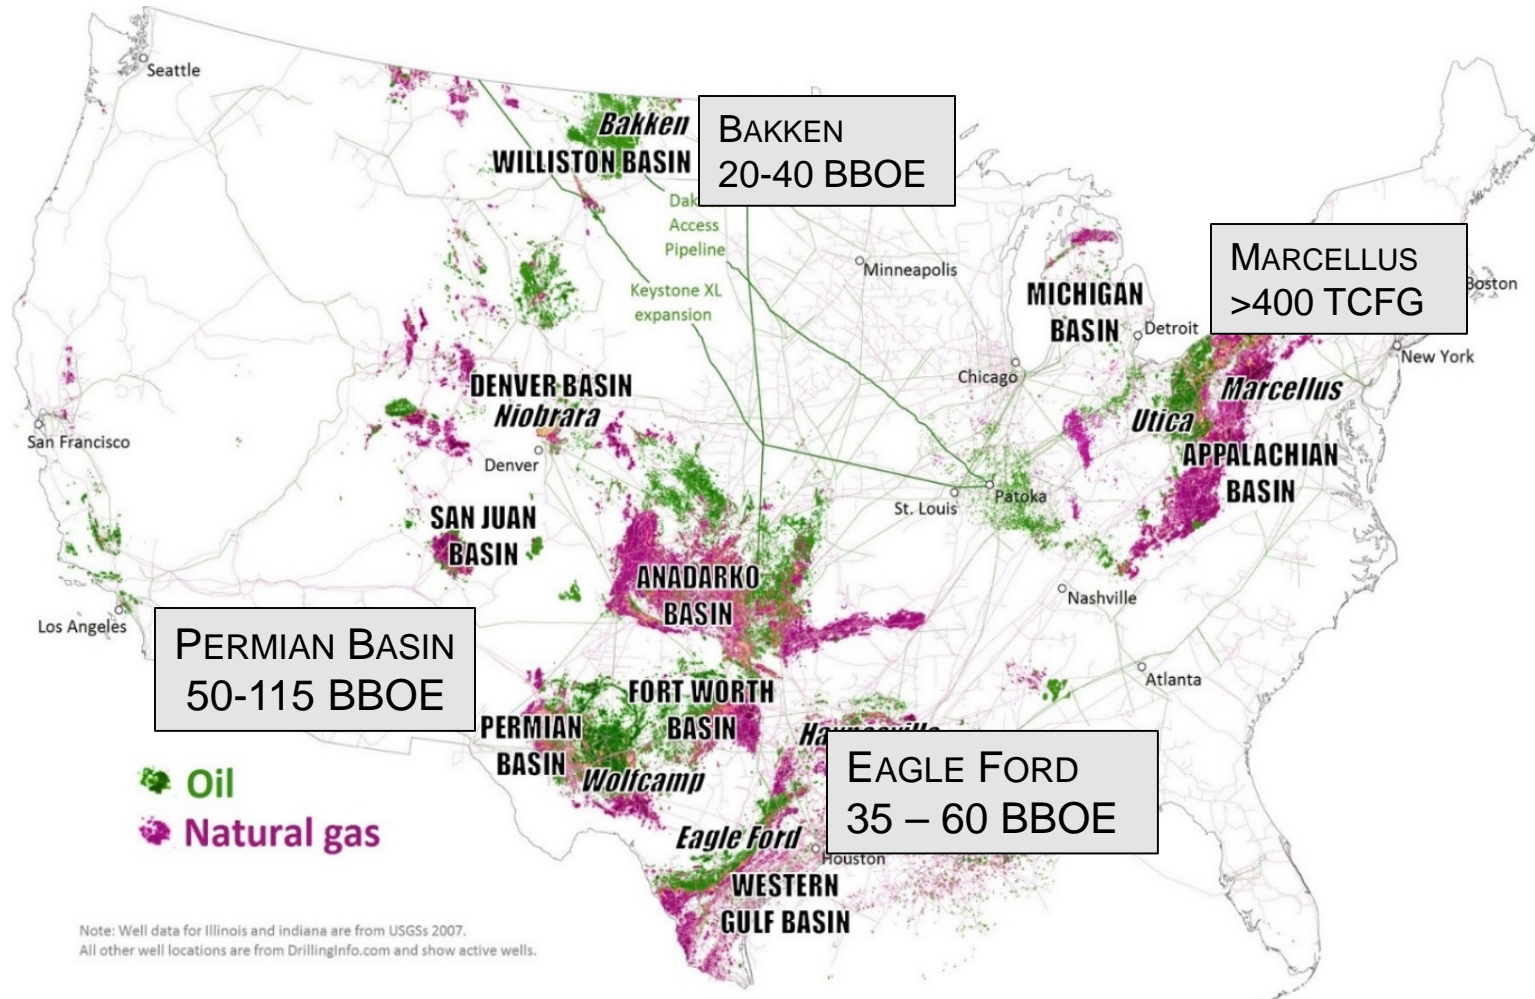 Seattle
Bakken
WILLISTON BASIN
BAKKEN
20-40 BBOE
Access
Pipeline
Keystone XL
expansion
Minneapolis
MICHIGAN
BASIN
Detroit
MARCELLUS
>400 TCFG
Boston
New York
Chicago
DENVER BASIN
Niobrara
Denver
San Francisco
Marcellus
Utica
APPALACHIAN
BASIN
St. Louis
Patoka
SAN JUAN
BASIN
ANADARKO
BASIN
Nashville
Los Angeles
PERMIAN BASIN
50-115 BBOE
Atlanta
FORT WORTH
BASIN
PERMIAN
BASIN
Wolfcamp
EAGLE FORD
35 – 60 BBOE
Eagle Ford
Houston
WESTERN
GULF BASIN
Oil
Natural gas
Note: Well data for Illinois and indiana are from USGSs 2007.
All other well locations are from DrillingInfo.com and show active wells.